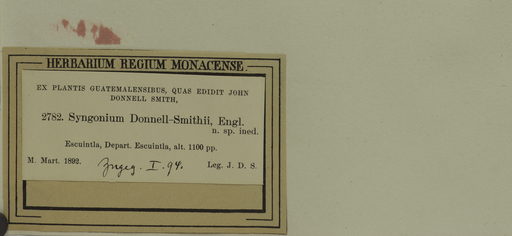 HERBARIUM REGIUM MONACENSE.
EX PLANTIS GUATEMALENSIBUS, QUAS EDIDIT JOHN
DONNELL SMITH,
2782. Syngonium Donnell-Smithii, Engl.
n. sp. ined.
Escuintla, Depart. Escuintla, alt. 1100 pp.
M. Mart. 1892. I. 94. Leg. J. D. S.